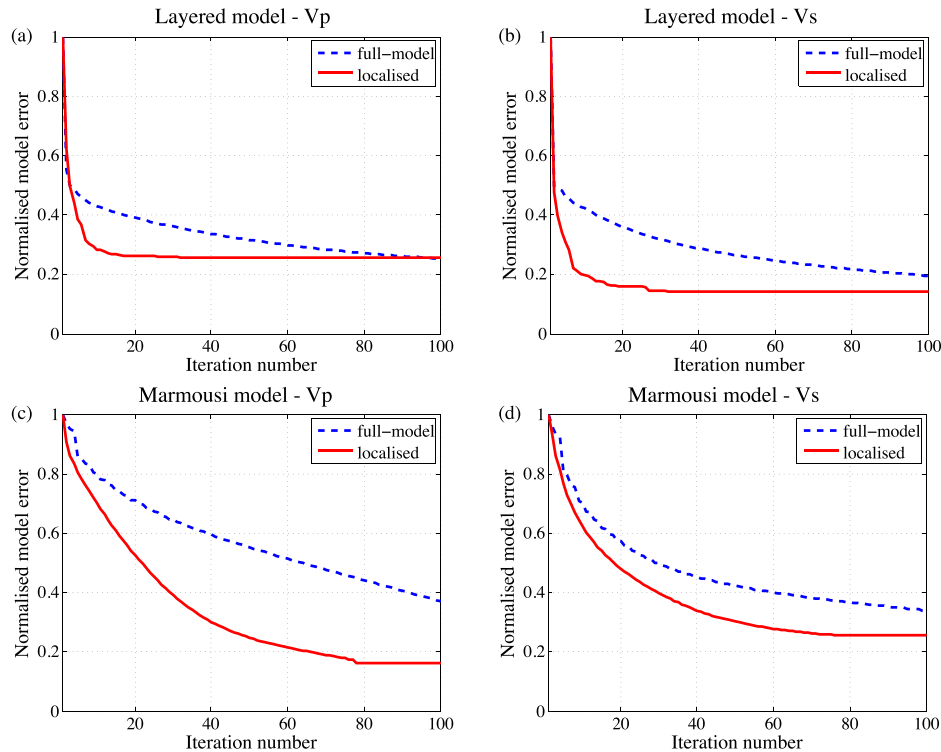 Layered model - Vp
(a)
Normalised model error
1
0.8
0.6
0.4
0.2
0
full−model
localised
20 40 60 80 100
Iteration number
Layered model - Vs
(b)
Normalised model error
1
0.8
0.6
0.4
0.2
0
full−model
localised
20 40 60 80 100
Iteration number
Marmousi model - Vp
(c)
Normalised model error
1
0.8
0.6
0.4
0.2
0
full−model
localised
20 40 60 80 100
Iteration number
Marmousi model - Vs
(d)
Normalised model error
1
0.8
0.6
0.4
0.2
0
full−model
localised
20 40 60 80 100
Iteration number